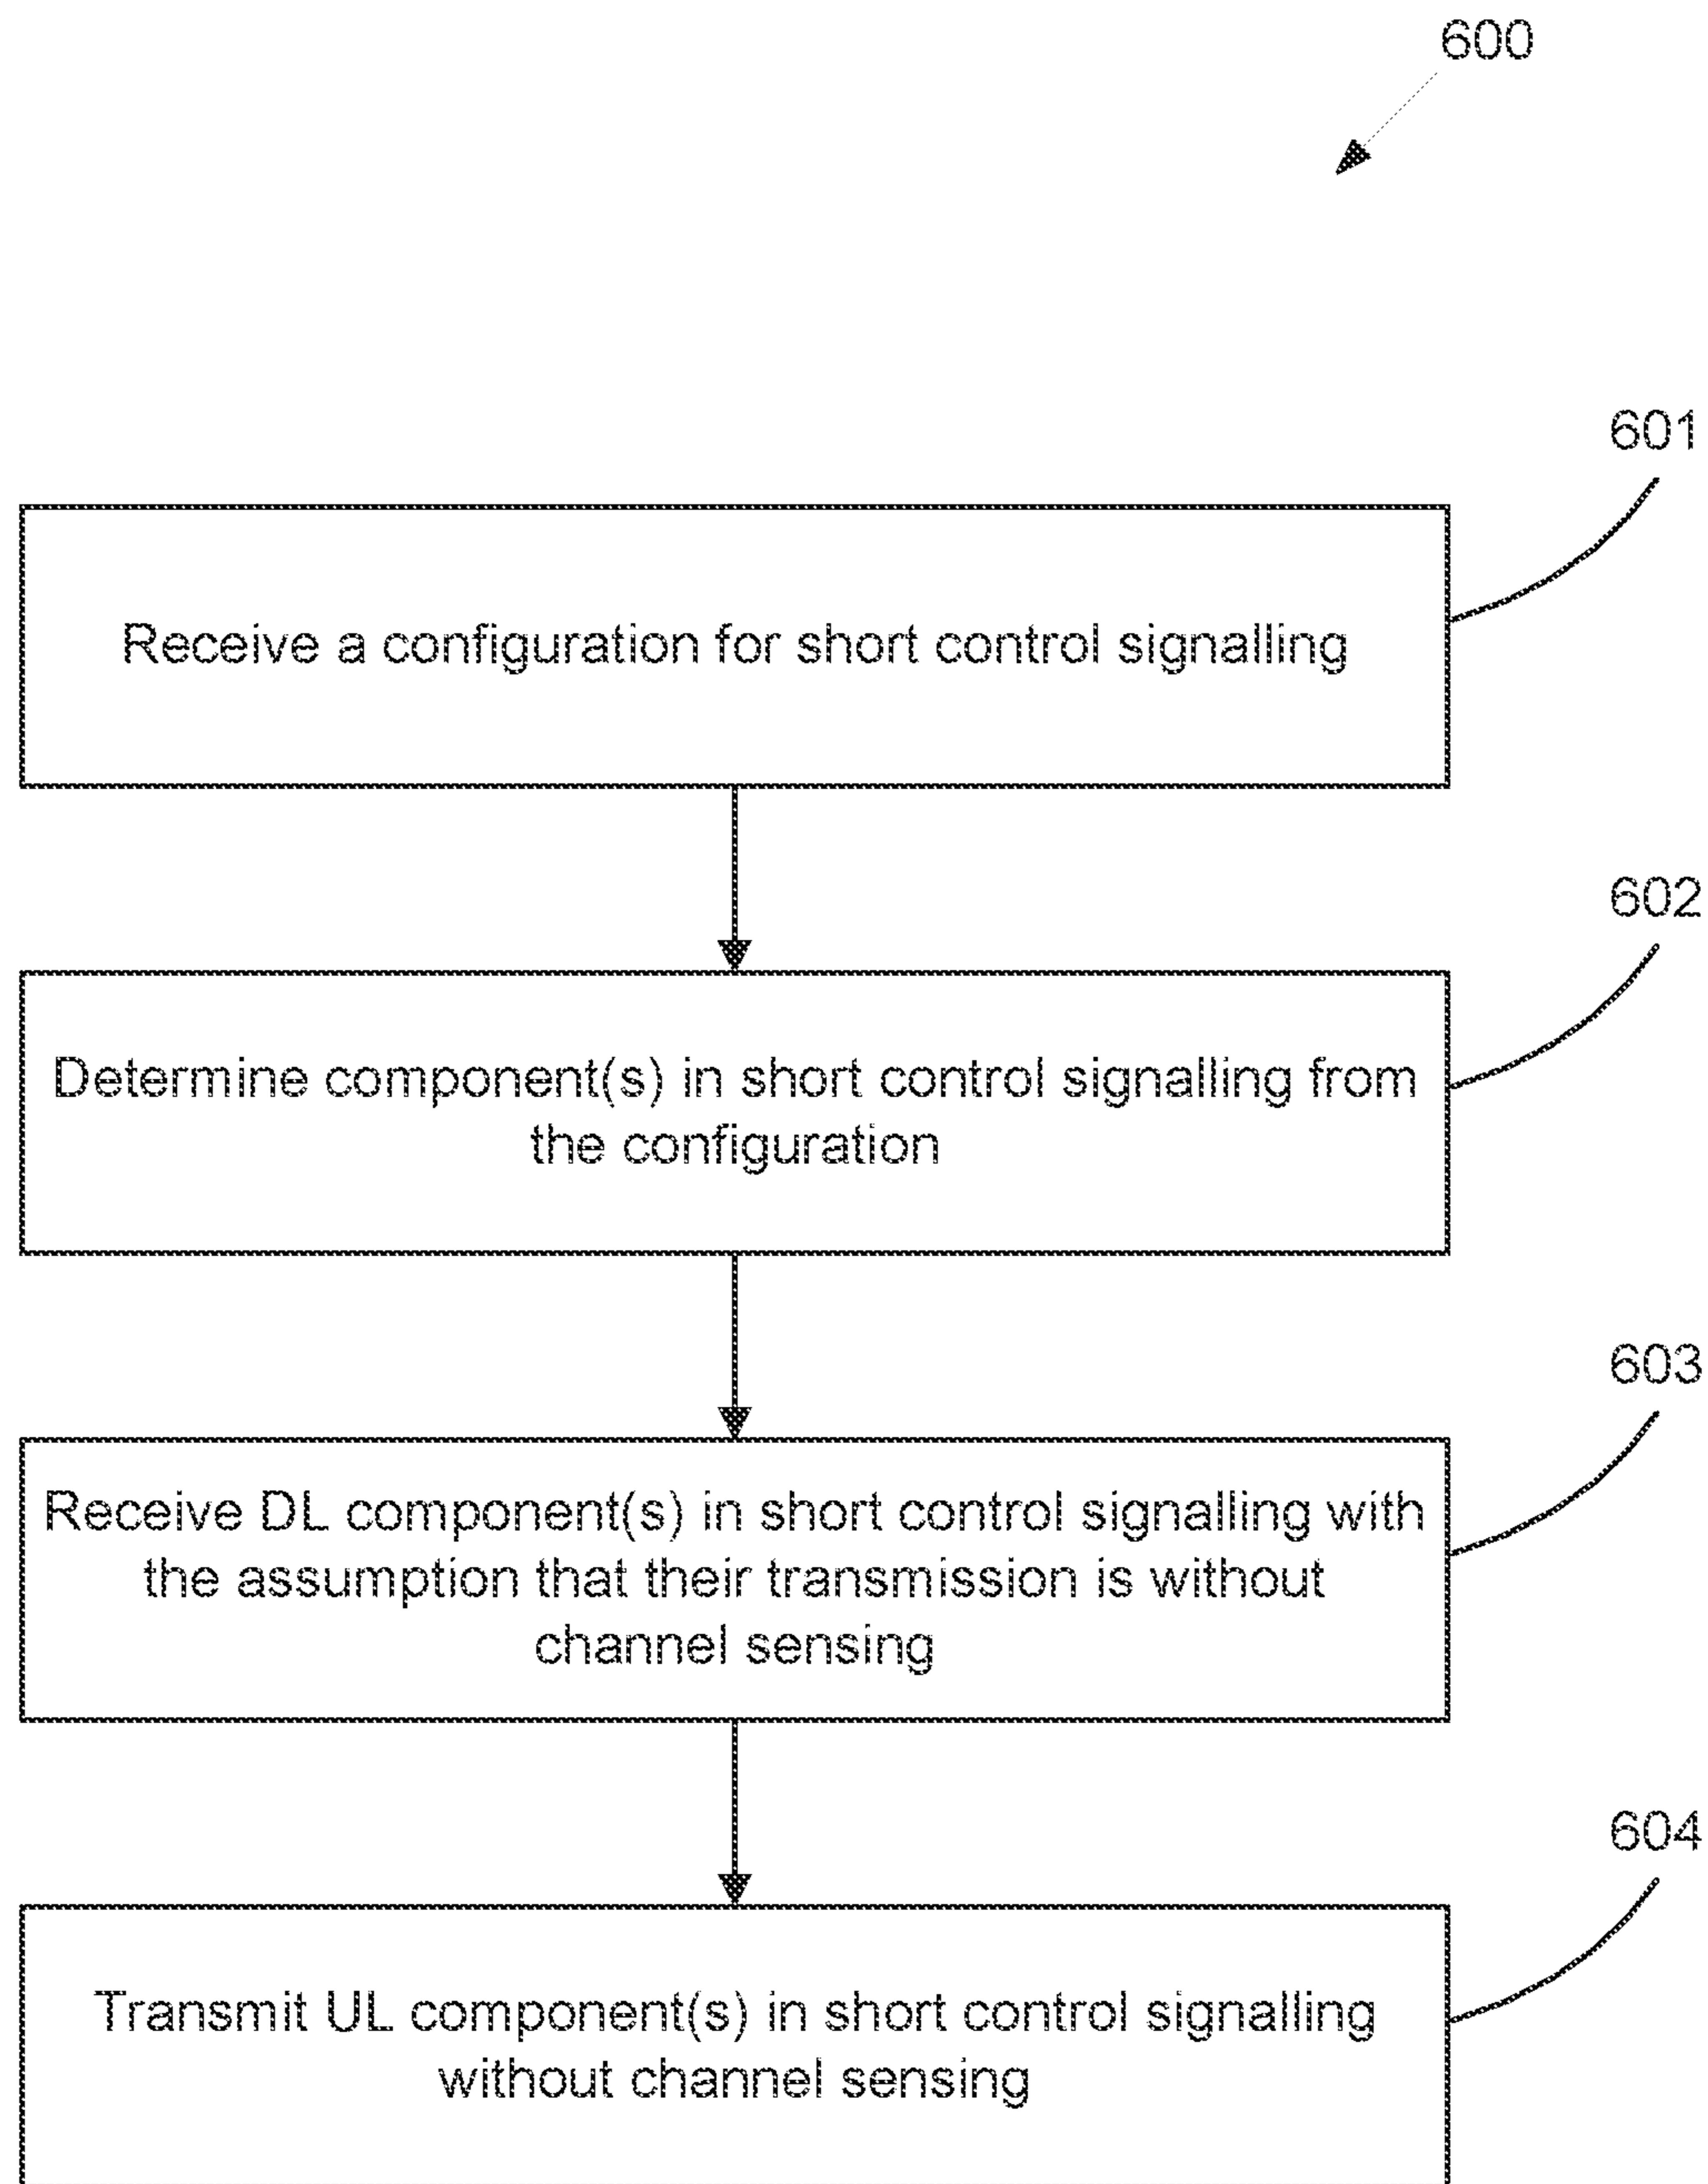 600
601
Receive a configuration for short control signalling
602
Determine component(s) in short control signalling from
the configuration
603
Receive DL component(s) in short control signalling with
the assumption that their transmission is without
channel sensing
604
Transmit UL component(s) in short control signalling
without channel sensing